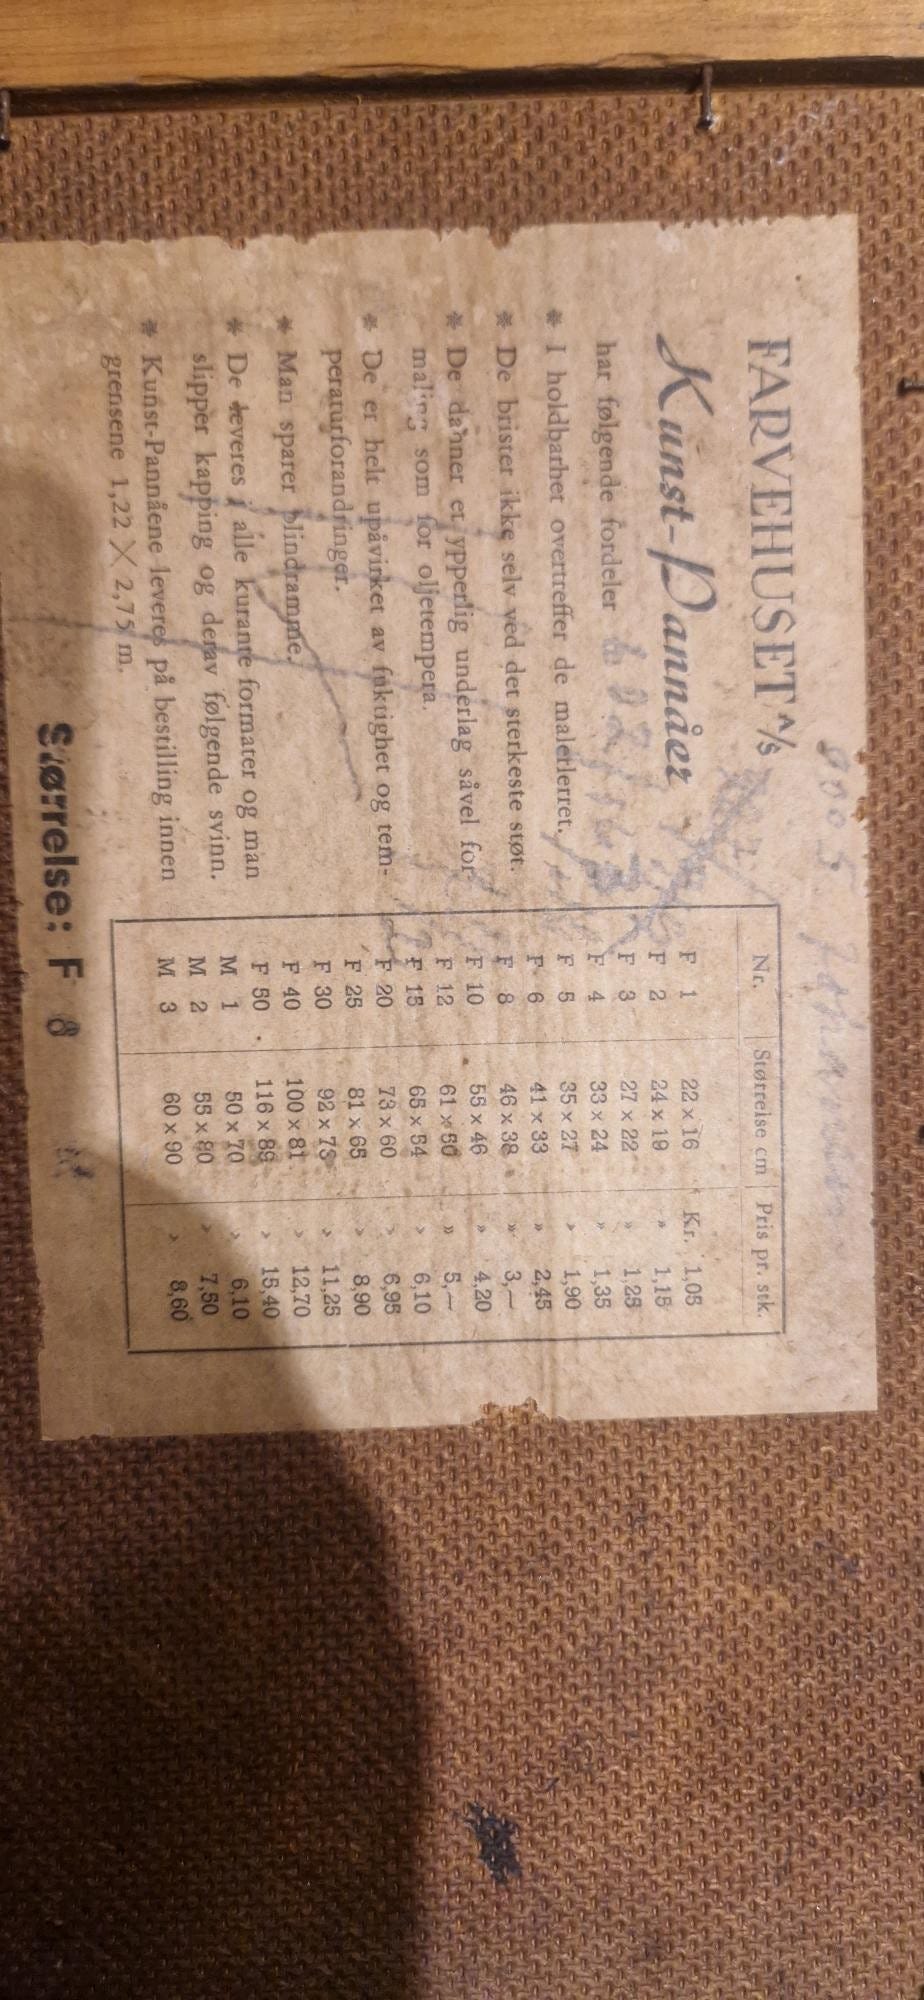 FARVEHUSET A/S
Kunst-Pannåer
har følgende fordeler
* I holdbarhet overtreffer de malerlerret.
* De brister ikke selv ved det sterkeste støt.
* De danner et ypperlig underlag såvel for
maling som for oljetempera.
* De er helt upåvirket av fuktighet og tem-
peraturforandringer.
* Man sparer blindramme.
* De leveres i alle kurante formater og man
slipper kapping og derav følgende svinn.
* Kunst-Pannåene leveres på bestilling innen
grensene 1,22 X 2,75 m.
Nr. Størrelse cm Pris pr. stk.
F 1 22 x 16 Kr. 1,05
F 2 24 x 19 » 1,15
F 3 27 x 22 » 1,25
F 4 33 x 24 » 1,35
F 5 35 x 27 » 1,90
F 6 41 x 33 » 2,45
F 8 46 x 38 » 3,—
F 10 55 x 46 » 4,20
F 12 61 x 50 » 5,—
F 15 65 x 54 » 6,10
F 20 73 x 60 » 6,95
F 25 81 x 65 » 8,90
F 30 92 x 73 » 11,25
F 40 100 x 81 » 12,70
F 50 116 x 89 » 15,40
M 1 50 x 70 » 6,10
M 2 55 x 80 » 7,50
M 3 60 x 90 » 8,60
Størrelse: F 8